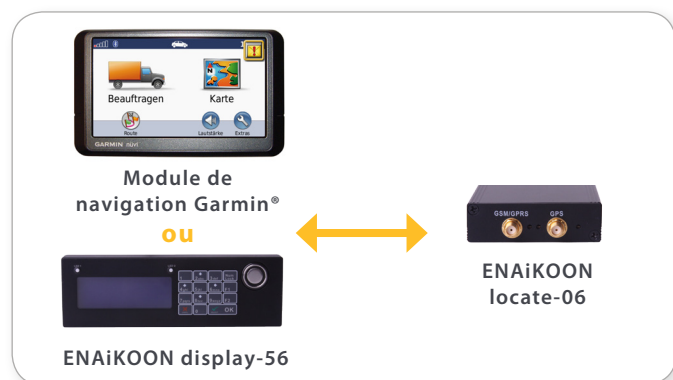 Beauftragen
Karte
Route
Lautstärke
Extras
GARMIN nüvi
Module de
navigation Garmin®
ou
GSM/GPRS
GPS
ENAiKOON
locate-06
OK
ENAiKOON display-56